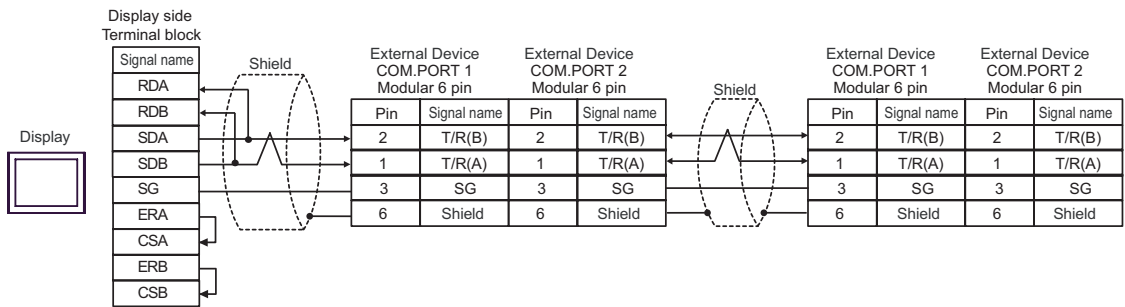 Display side
Terminal block
Signal name
RDA
RDB
SDA
SDB
SG
ERA
CSA
ERB
CSB
Display
Shield
External Device
COM.PORT 1
Modular 6 pin
External Device
COM.PORT 2
Modular 6 pin
Pin Signal name Pin Signal name
2 T/R(B) 2 T/R(B)
1 T/R(A) 1 T/R(A)
3 SG 3 SG
6 Shield 6 Shield
Shield
External Device
COM.PORT 1
Modular 6 pin
External Device
COM.PORT 2
Modular 6 pin
Pin Signal name Pin Signal name
2 T/R(B) 2 T/R(B)
1 T/R(A) 1 T/R(A)
3 SG 3 SG
6 Shield 6 Shield